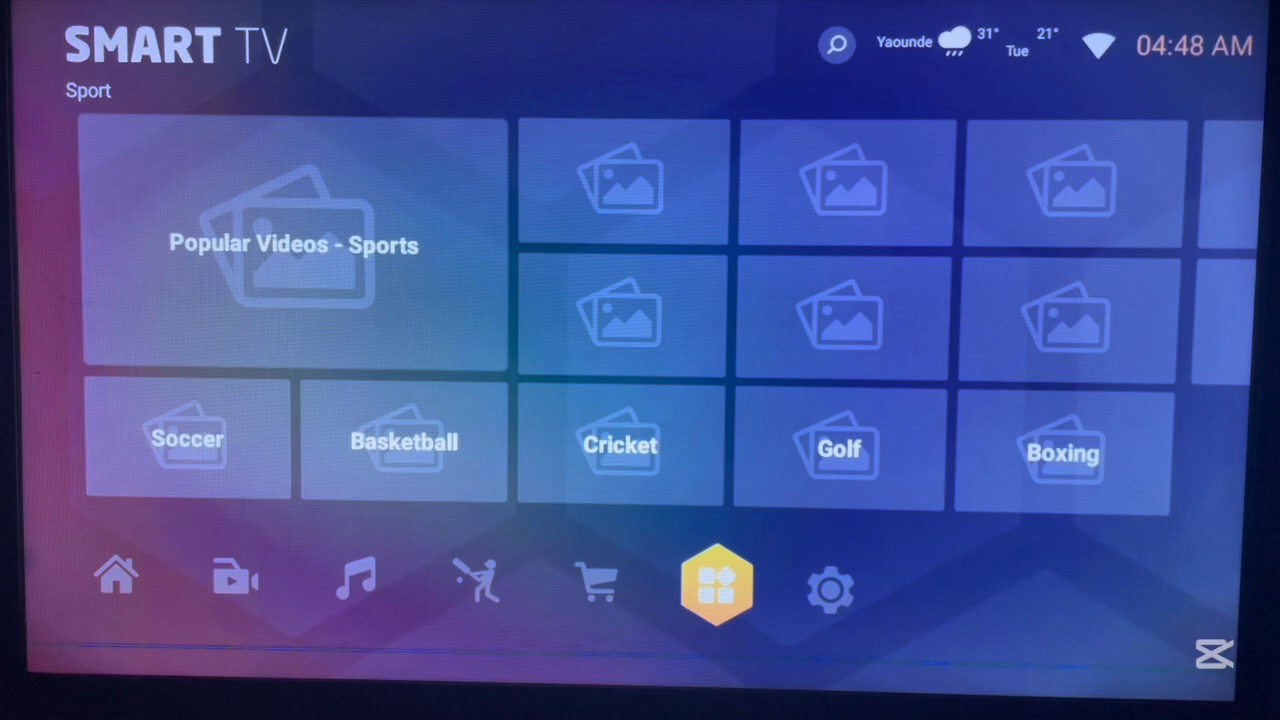 SMART TV
Yaounde 31° Tue 21° 04:48 AM
Sport
Popular Videos - Sports
Soccer
Basketball
Cricket
Golf
Boxing